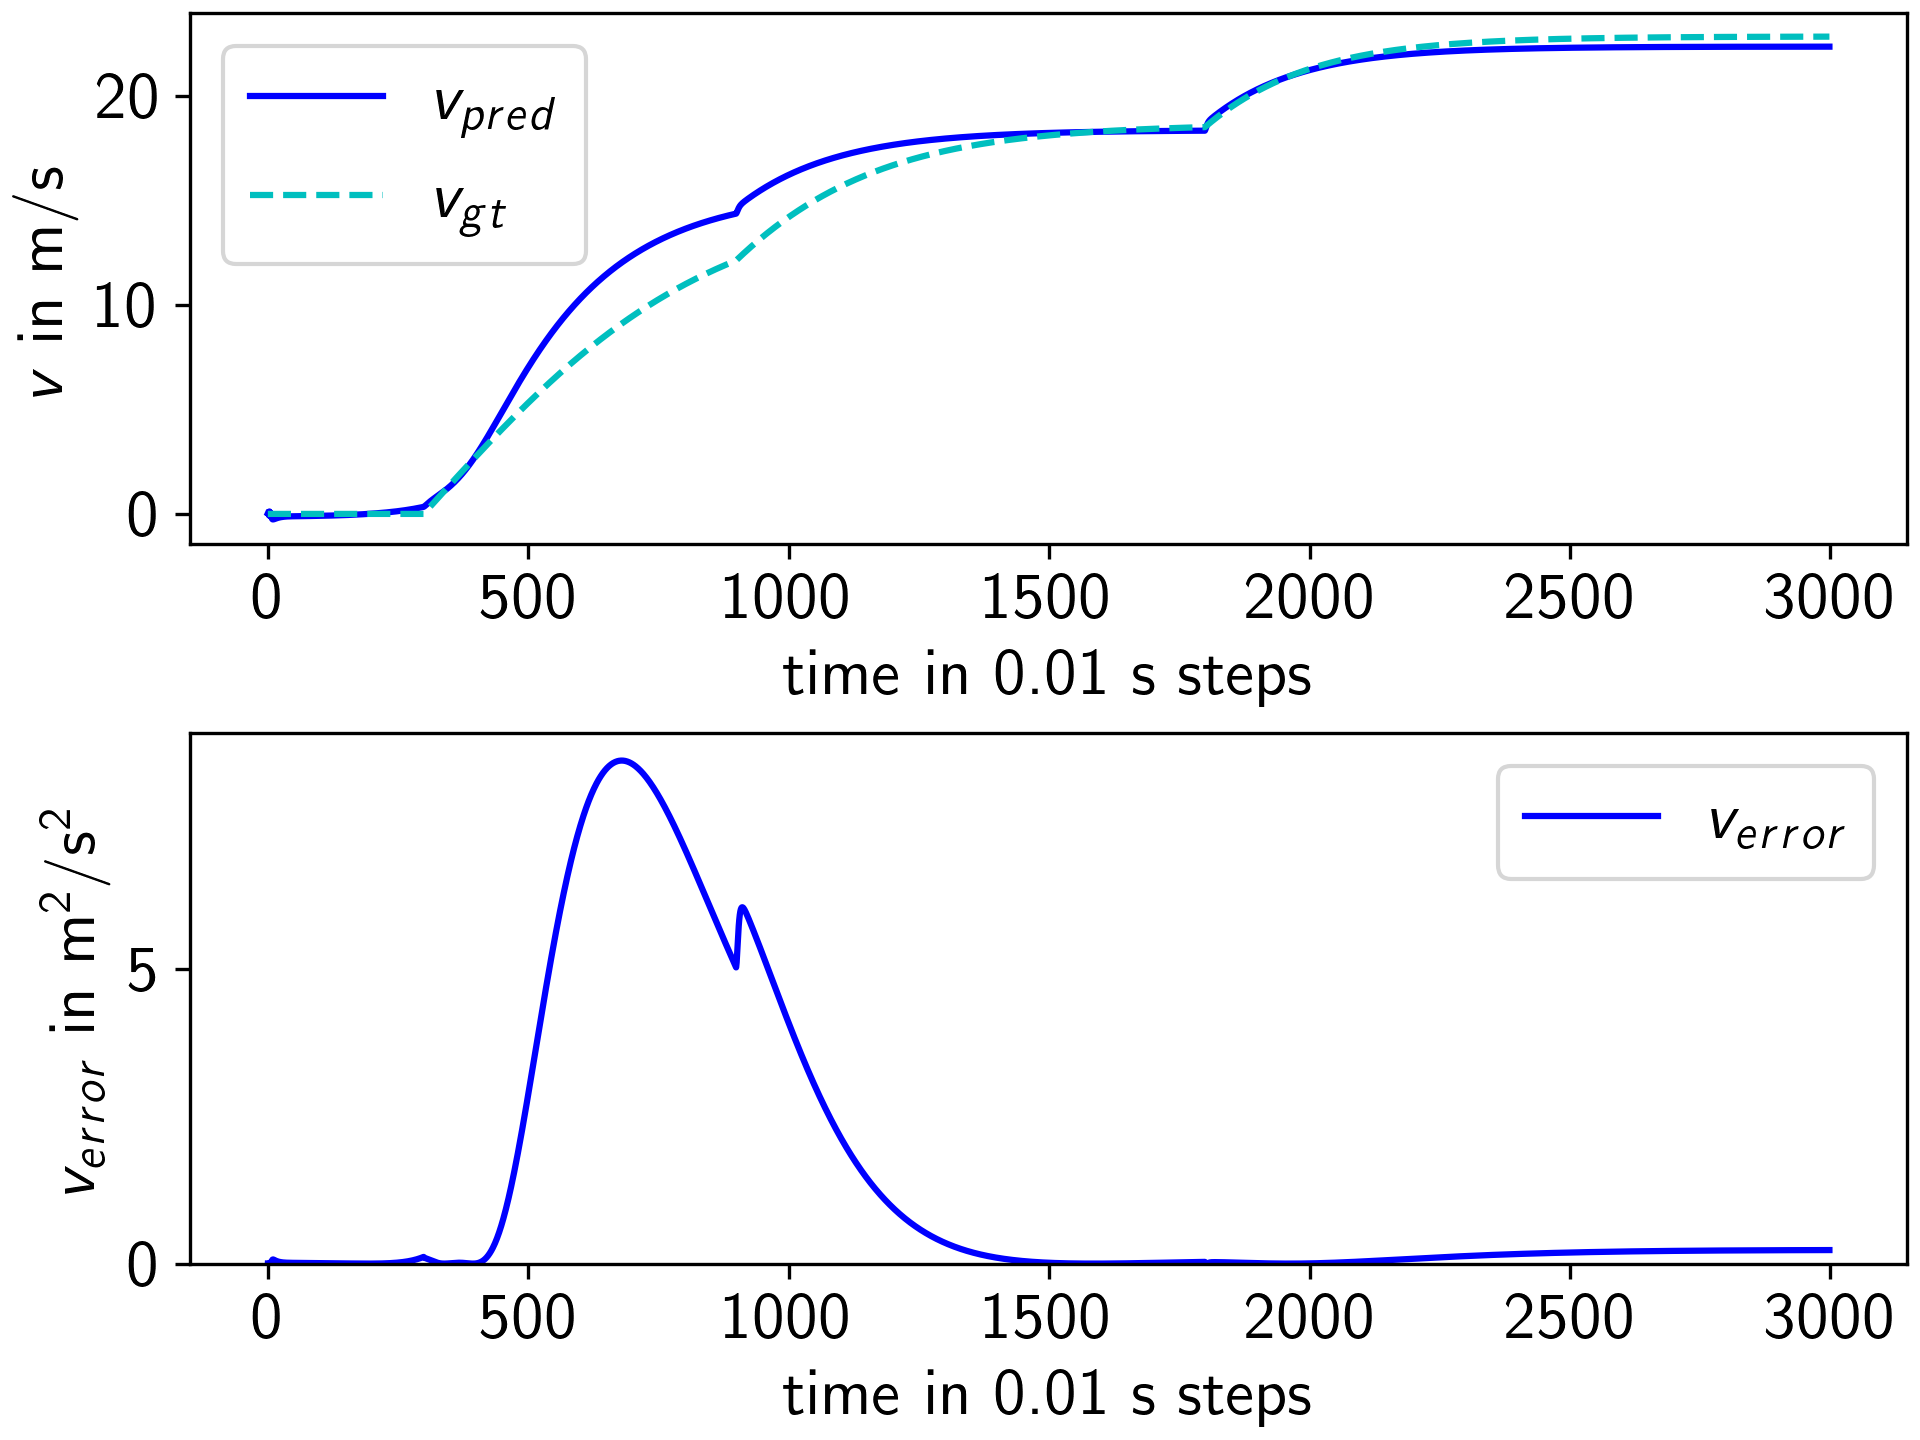 v_pred
v_gt
20
10
0
v in m/s
0 500 1000 1500 2000 2500 3000
time in 0.01 s steps
v_error
5
0
v_error in m²/s²
0 500 1000 1500 2000 2500 3000
time in 0.01 s steps